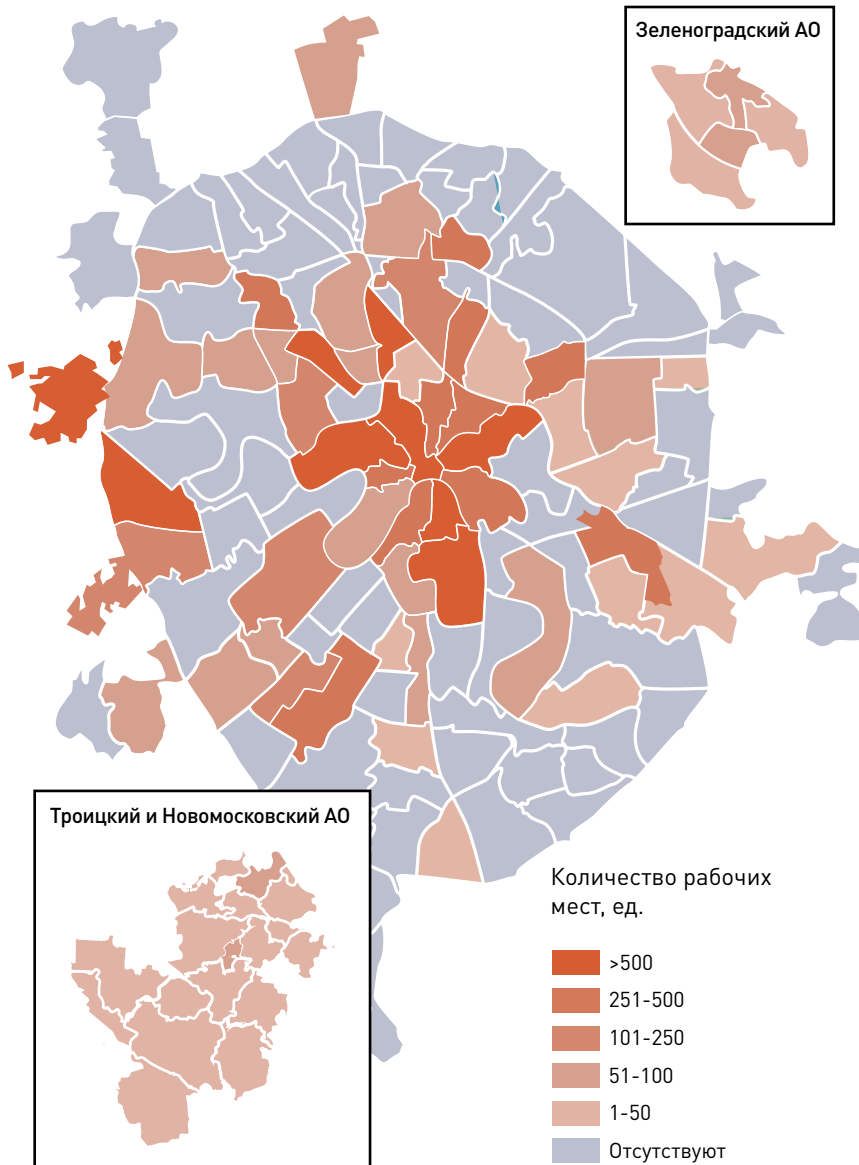 Зеленоградский АО
Троицкий и Новомосковский АО
Количество рабочих
мест, ед.
>500
251-500
101-250
51-100
1-50
Отсутствуют